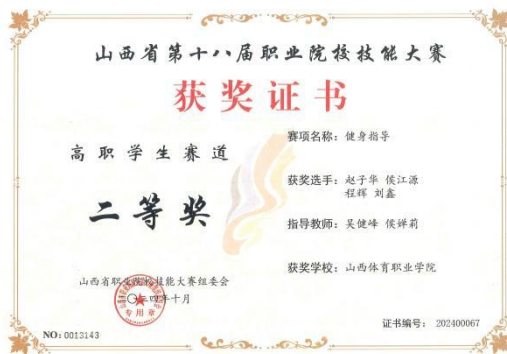 山西省第十八届职业院校技能大赛
获奖证书
高职学生赛道
二等奖
赛项名称：健身指导
获奖选手：赵子华 侯江源
程辉 刘鑫
指导教师：吴健峰 侯婵莉
获奖学校：山西体育职业学院
山西省职业院校技能大赛组委会
二〇二四年十月
专用章
NO：0013143
证书编号： 202400067